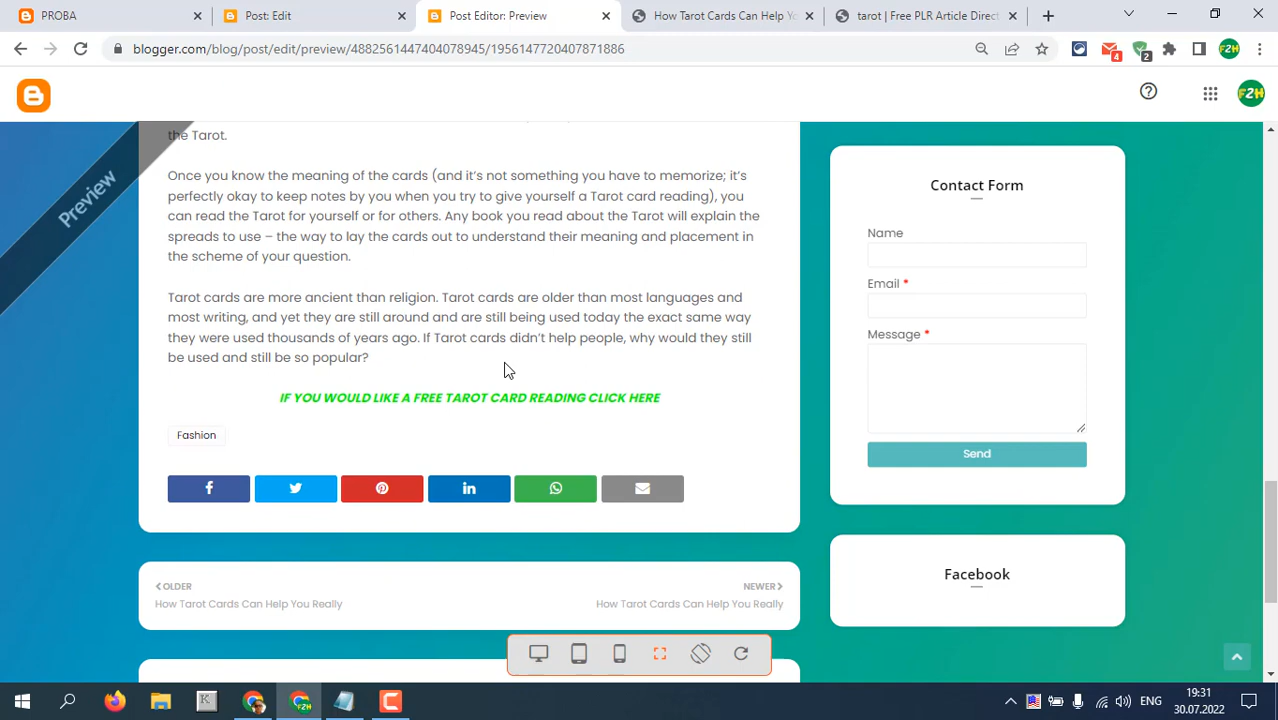 PROBA
Post: Edit
Post Editor: Preview
How Tarot Cards Can Help Yo
tarot | Free PLR Article Direct
blogger.com/blog/post/edit/preview/4882561447404078945/1956147720407871886
4
2
F2H
F2H
Preview
the Tarot.
Once you know the meaning of the cards (and it's not something you have to memorize; it's
perfectly okay to keep notes by you when you try to give yourself a Tarot card reading), you
can read the Tarot for yourself or for others. Any book you read about the Tarot will explain the
spreads to use – the way to lay the cards out to understand their meaning and placement in
the scheme of your question.
Tarot cards are more ancient than religion. Tarot cards are older than most languages and
most writing, and yet they are still around and are still being used today the exact same way
they were used thousands of years ago. If Tarot cards didn't help people, why would they still
be used and still be so popular?
IF YOU WOULD LIKE A FREE TAROT CARD READING CLICK HERE
Fashion
OLDER
How Tarot Cards Can Help You Really
NEWER
How Tarot Cards Can Help You Really
Contact Form
Name
Email *
Message *
Send
Facebook
ENG
19:31
30.07.2022